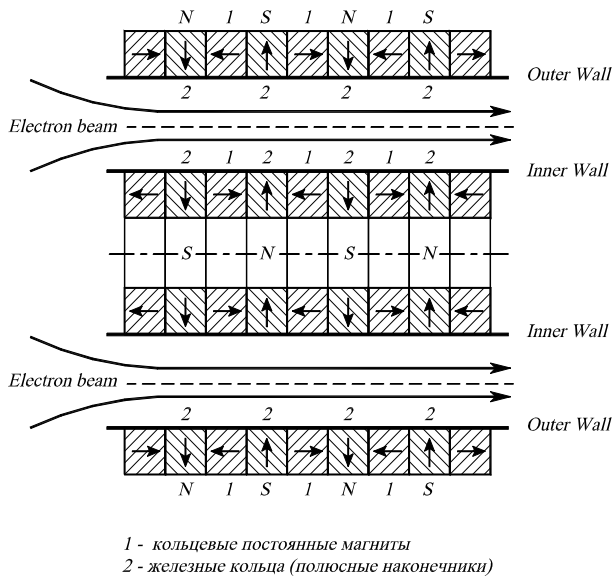 N 1 S 1 N 1 S
Outer Wall
2 2 2 2
Electron beam
2 1 2 1 2 1 2
Inner Wall
S N S N
Inner Wall
Electron beam
2 2 2 2
Outer Wall
N 1 S 1 N 1 S
1 - кольцевые постоянные магниты
2 - железные кольца (полюсные наконечники)